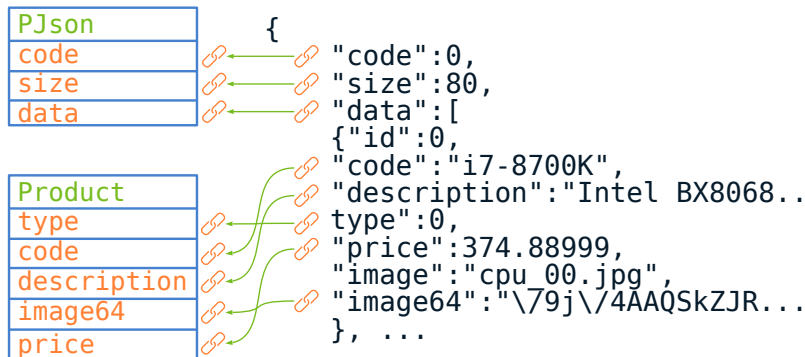 PJson
code
size
data
Product
type
code
description
image64
price
{
"code":0,
"size":80,
"data":[
{"id":0,
"code":"i7-8700K",
"description":"Intel BX8068..
type":0,
"price":374.88999,
"image":"cpu_00.jpg",
"image64":"\/9j\/4AAQSkZJR...
}, ...